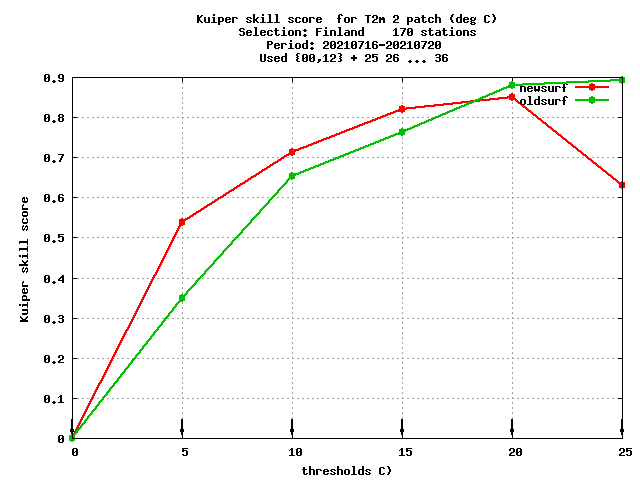 Kuiper skill score  for T2m 2 patch (deg C)
Selection: Finland    170 stations
Period: 20210716-20210720
Used {00,12} + 25 26 ... 36
newsurf
oldsurf
0.9
0.8
0.7
0.6
0.5
0.4
0.3
0.2
0.1
0
Kuiper skill score
0 5 10 15 20 25
thresholds C)